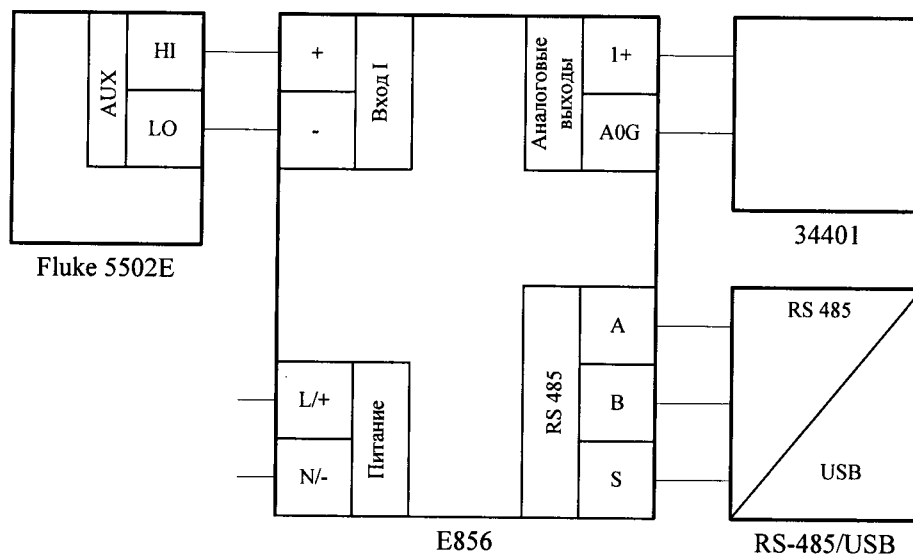 AUX
HI
LO
Fluke 5502E
+
-
Вход I
Аналоговые
выходы
1+
A0G
34401
L/+
N/-
Питание
RS 485
A
B
S
E856
RS 485
USB
RS-485/USB